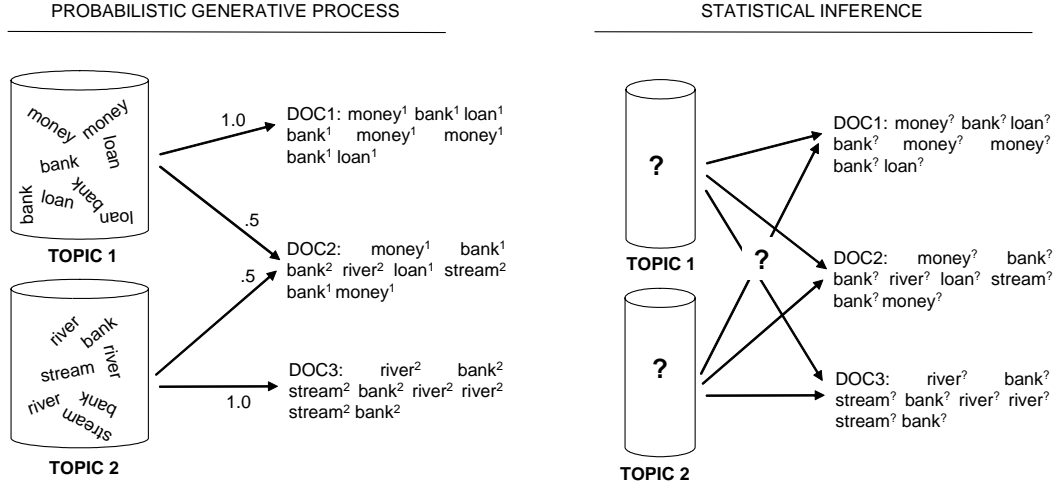 PROBABILISTIC GENERATIVE PROCESS
money
money
loan
bank
bank
bank
loan
loan
TOPIC 1
1.0
.5
DOC1: money¹ bank¹ loan¹
bank¹ money¹ money¹
bank¹ loan¹
DOC2: money¹ bank¹
bank² river² loan¹ stream²
bank¹ money¹
river
bank
river
stream
river
bank
stream
TOPIC 2
.5
1.0
DOC3: river² bank²
stream² bank² river² river²
stream² bank²
STATISTICAL INFERENCE
?
TOPIC 1
?
?
TOPIC 2
DOC1: money? bank? loan?
bank? money? money?
bank? loan?
DOC2: money? bank?
bank? river? loan? stream?
bank? money?
DOC3: river? bank?
stream? bank? river? river?
stream? bank?